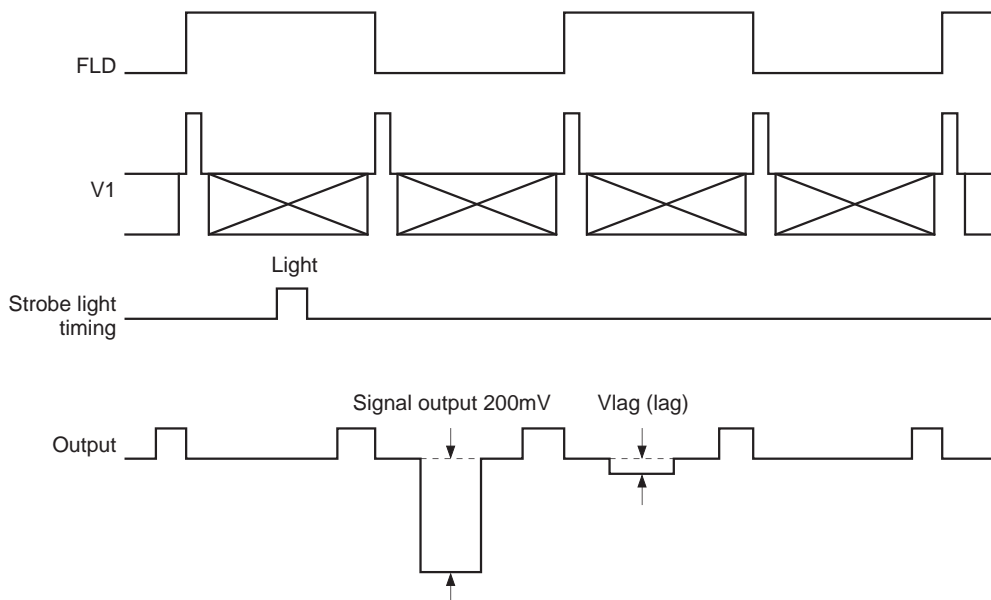 FLD
V1
Light
Strobe light
timing
Signal output 200mV
Vlag (lag)
Output